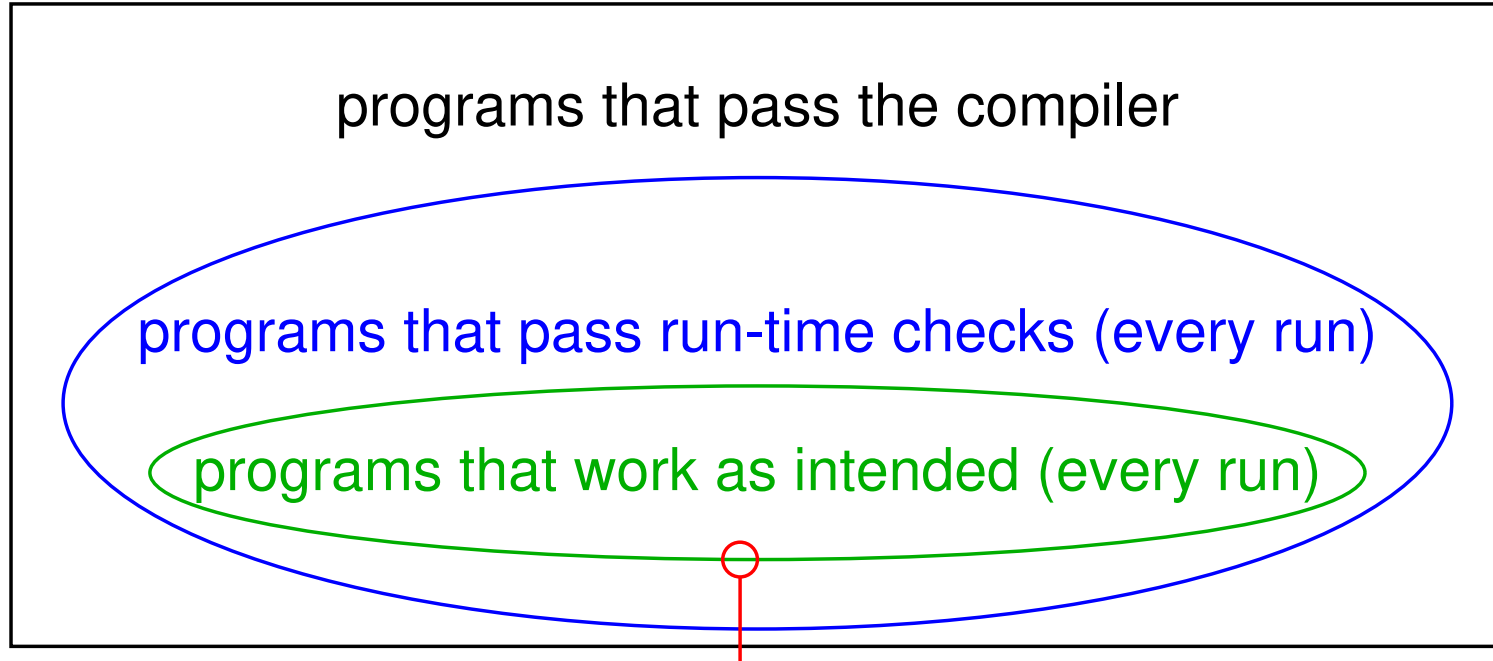 programs that pass the compiler
programs that pass run-time checks (every run)
programs that work as intended (every run)